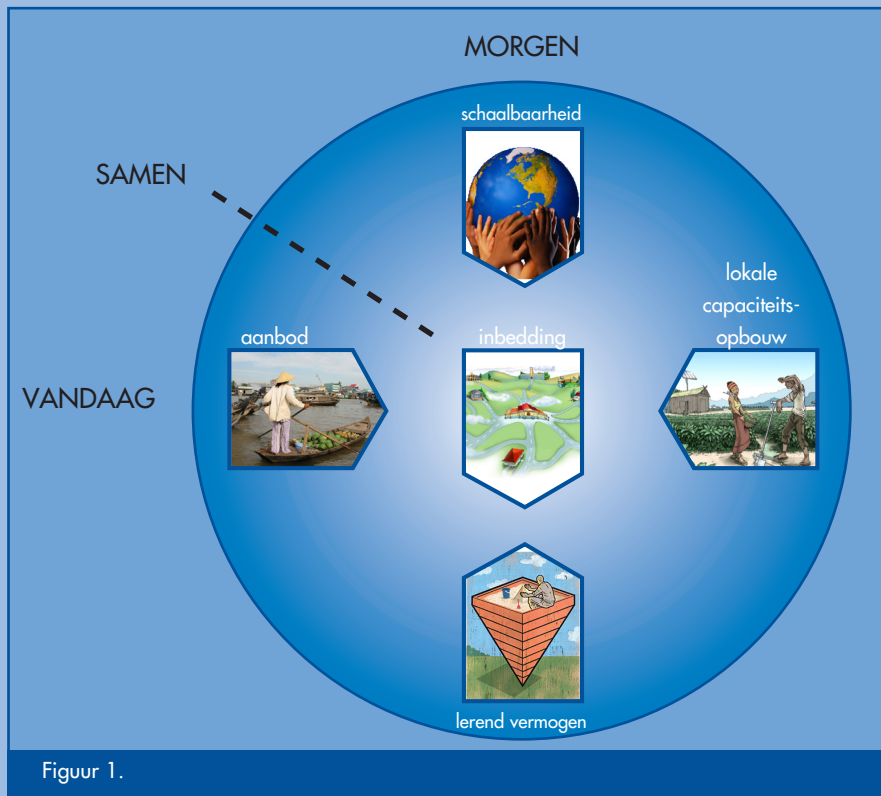 MORGEN
schaalbaarheid
SAMEN
lokale
capaciteits-
opbouw
aanbod
inbedding
VANDAAG
lerend vermogen
Figuur 1.